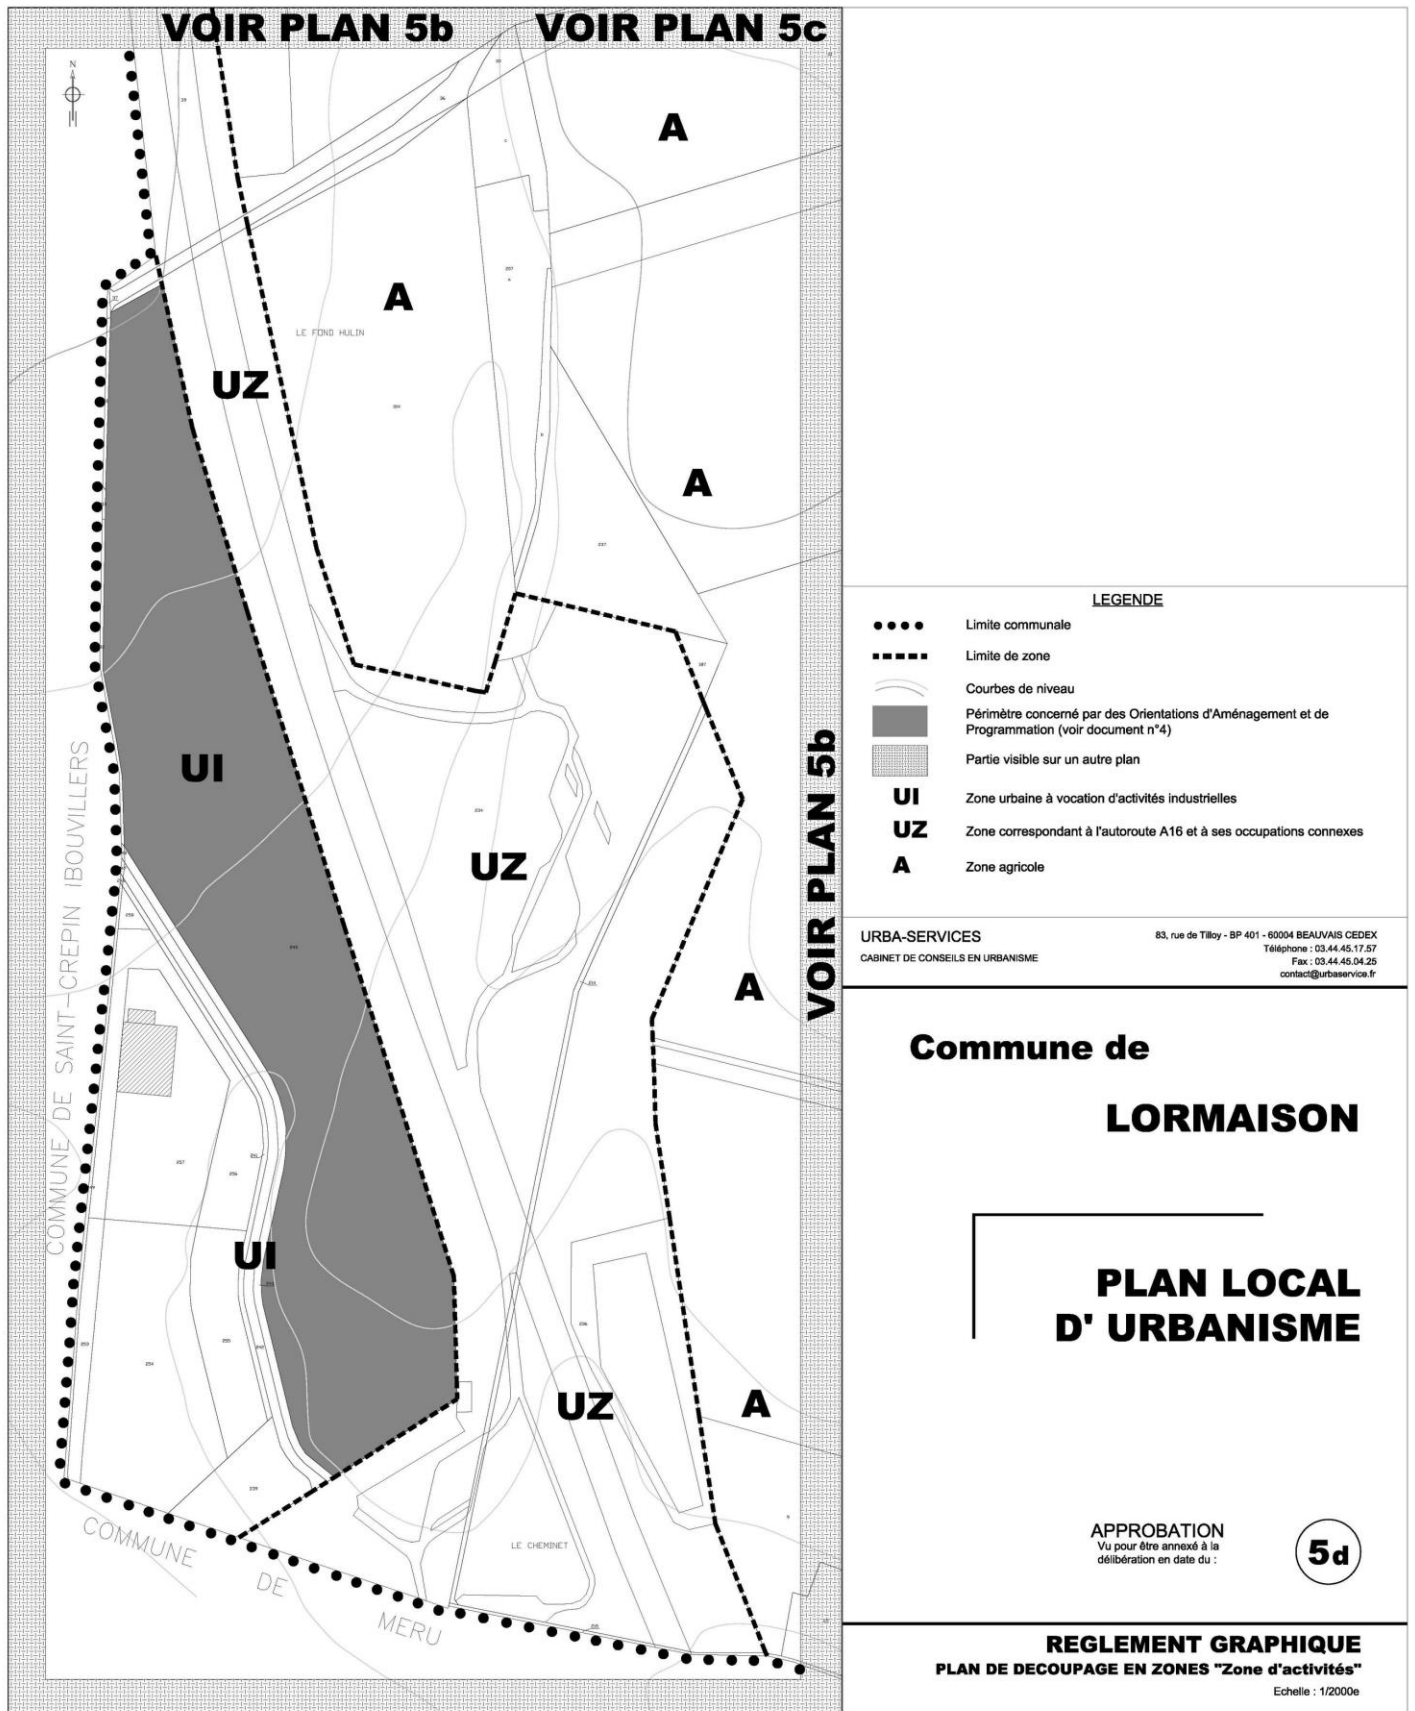 VOIR PLAN 5b
VOIR PLAN 5c
N
A
A
LE FOND HULIN
UZ
A
UI
UZ
A
UI
UZ
A
LE CHEMINET
COMMUNE DE SAINT-CREPIN IBOUVILLERS
COMMUNE DE MERU
VOIR PLAN 5b
LEGENDE
Limite communale
Limite de zone
Courbes de niveau
Périmètre concerné par des Orientations d'Aménagement et de
Programmation (voir document n°4)
Partie visible sur un autre plan
UI Zone urbaine à vocation d'activités industrielles
UZ Zone correspondant à l'autoroute A16 et à ses occupations connexes
A Zone agricole
URBA-SERVICES
CABINET DE CONSEILS EN URBANISME
83, rue de Tilloy - BP 401 - 60004 BEAUVAIS CEDEX
Téléphone : 03.44.45.17.57
Fax : 03.44.45.04.25
contact@urbaservice.fr
Commune de
LORMAISON
PLAN LOCAL
D' URBANISME
APPROBATION
Vu pour être annexé à la
délibération en date du :
5d
REGLEMENT GRAPHIQUE
PLAN DE DECOUPAGE EN ZONES "Zone d'activités"
Echelle : 1/2000e